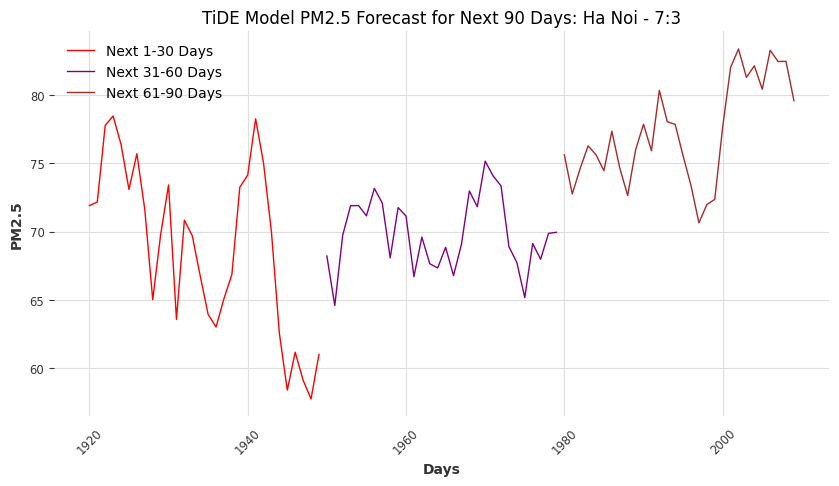 TiDE Model PM2.5 Forecast for Next 90 Days: Ha Noi - 7:3
Next 1-30 Days
Next 31-60 Days
Next 61-90 Days
PM2.5
80
75
70
65
60
1920
1940
1960
1980
2000
Days